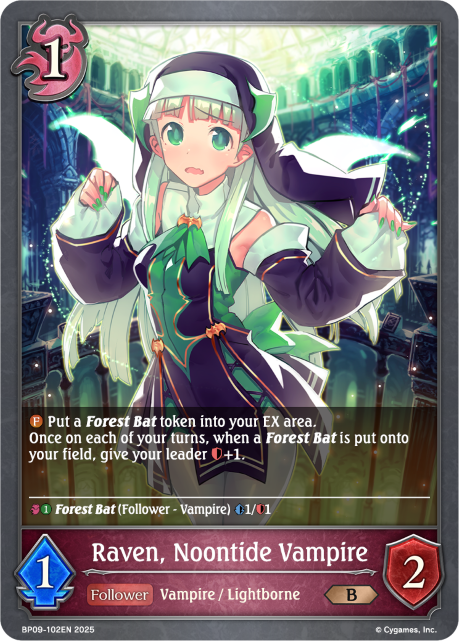 1
F Put a Forest Bat token into your EX area.
Once on each of your turns, when a Forest Bat is put onto
your field, give your leader +1.
1 Forest Bat (Follower - Vampire) 1/1
Raven, Noontide Vampire
1
Follower
Vampire / Lightborne
B
2
BP09-102EN 2025
© Cygames, Inc.